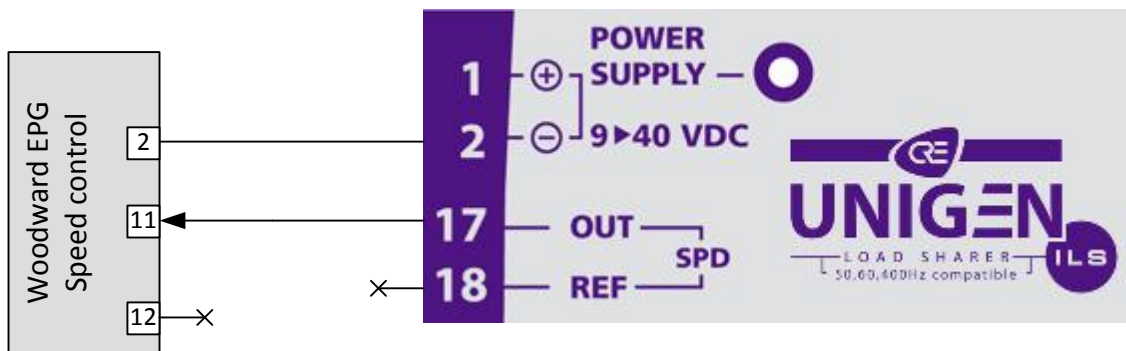 Woodward EPG
Speed control
2
11
12
1
2
17
18
POWER
SUPPLY
9▶40 VDC
OUT
SPD
REF
CRE
UNIGEN
LOAD SHARER
50,60,400Hz compatible
ILS